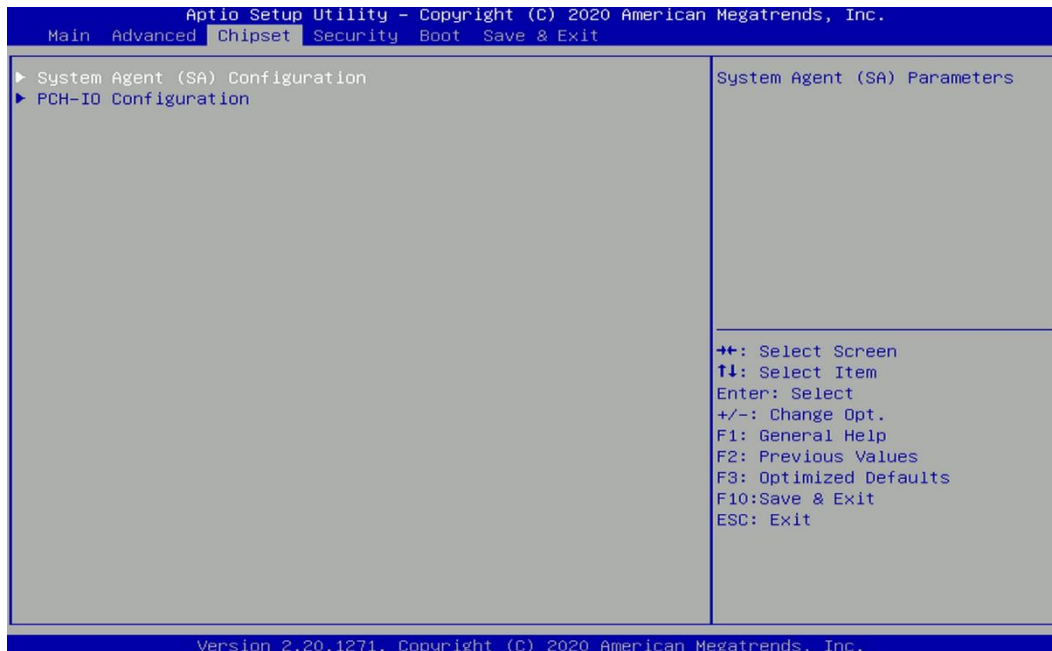 Aptio Setup Utility – Copyright (C) 2020 American Megatrends, Inc.
Main Advanced Chipset Security Boot Save & Exit
▶ System Agent (SA) Configuration
▶ PCH-IO Configuration
System Agent (SA) Parameters
→←: Select Screen
↑↓: Select Item
Enter: Select
+/-: Change Opt.
F1: General Help
F2: Previous Values
F3: Optimized Defaults
F10:Save & Exit
ESC: Exit
Version 2.20.1271. Copyright (C) 2020 American Megatrends, Inc.